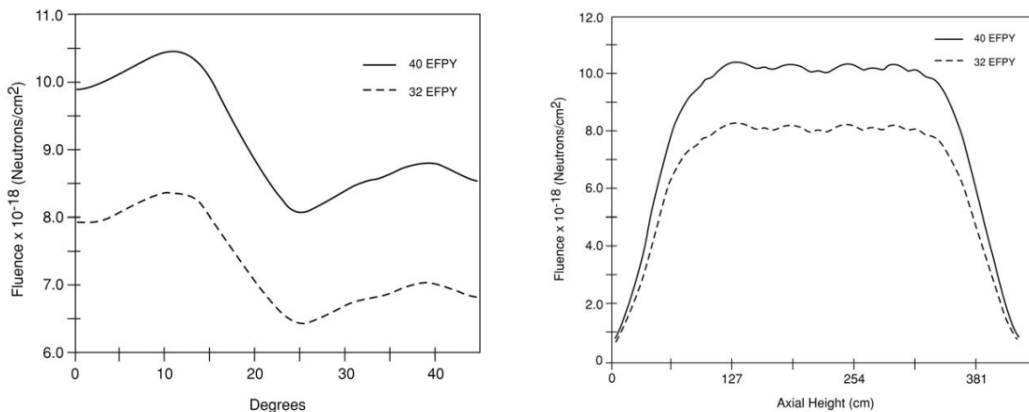 11.0
10.0
9.0
8.0
7.0
6.0
0
10
20
30
40
Degrees
Fluence x 10-18 (Neutrons/cm2)
40 EFPY
32 EFPY
12.0
10.0
8.0
6.0
4.0
2.0
0
0
127
254
381
Axial Height (cm)
Fluence x 10-18 (Neutrons/cm2)
40 EFPY
32 EFPY